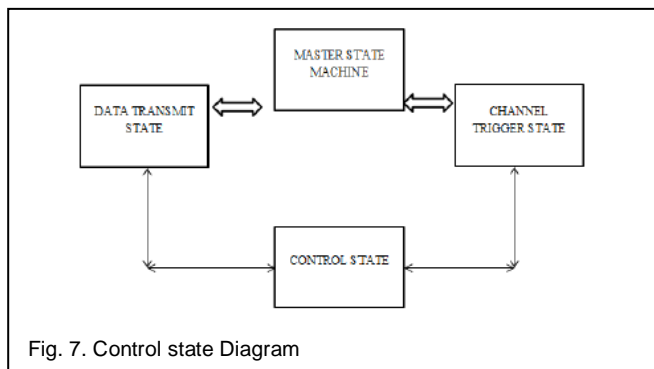 MASTER STATE
MACHINE
DATA TRANSMIT
STATE
CHANNEL
TRIGGER STATE
CONTROL STATE
Fig. 7. Control state Diagram